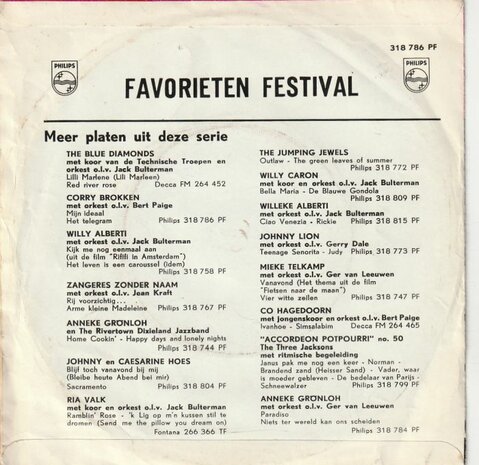 318 786 PF
PHILIPS
PHILIPS
FAVORIETEN FESTIVAL
Meer platen uit deze serie
THE BLUE DIAMONDS
met koor van de Technische Troepen en
orkest o.l.v. Jack Bulterman
Lilli Marlene (Lili Marleen)
Red river rose Decca FM 264 452
CORRY BROKKEN
met orkest o.l.v. Bert Paige
Mijn ideaal
Het telegram Philips 318 786 PF
WILLY ALBERTI
met orkest o.l.v. Jack Bulterman
Kijk me nog eenmaal aan
(uit de film "Rififi in Amsterdam")
Het leven is een caroussel (idem)
Philips 318 758 PF
ZANGERES ZONDER NAAM
met orkest o.l.v. Jean Kraft
Rij voorzichtig... .
Arme kleine Madeleine Philips 318 767 PF
ANNEKE GRÖNLOH
en The Rivertown Dixieland Jazzband
Home Cookin' - Happy days and lonely nights
Philips 318 744 PF
JOHNNY en CAESARINE HOES
Blijf toch vanavond bij mij
(Bleibe heute Abend bei mir)
Sacramento Philips 318 804 PF
RIA VALK
met koor en orkest o.l.v. Jack Bulterman
Ramblin' Rose - 'k Lig op m'n kussen stil te
dromen (Send me the pillow you dream on)
Fontana 266 366 TF
THE JUMPING JEWELS
Outlaw - The green leaves of summer
Philips 318 772 PF
WILLY CARON
met koor en orkest o.l.v. Jack Bulterman
Bella Maria - De Blauwe Gondola
Philips 318 809 PF
WILLEKE ALBERTI
met orkest o.l.v. Jack Bulterman
Ciao Venezia - Rickie Philips 318 815 PF
JOHNNY LION
met orkest o.l.v. Gerry Dale
Teenage Senorita - Judy Philips 318 773 PF
MIEKE TELKAMP
met orkest o.l.v. Ger van Leeuwen
Vanavond (Het thema uit de film
"Fietsen naar de maan")
Vier witte zeilen Philips 318 747 PF
CO HAGEDOORN
met jongenskoor en orkest o.l.v. Bert Paige
Ivanhoe - Simsalabim Decca FM 264 465
"ACCORDEON POTPOURRI" no. 50
The Three Jacksons
met ritmische begeleiding
Janus pak me nog een keer - Norman -
Brandend zand (Heisser Sand) - Vader, waar
is moeder gebleven - De bedelaar van Parijs -
Schneewalzer Philips 318 799 PF
ANNEKE GRÖNLOH
met orkest o.l.v. Ger van Leeuwen
Paradiso
Niets ter wereld kan ons scheiden
Philips 318 784 PF